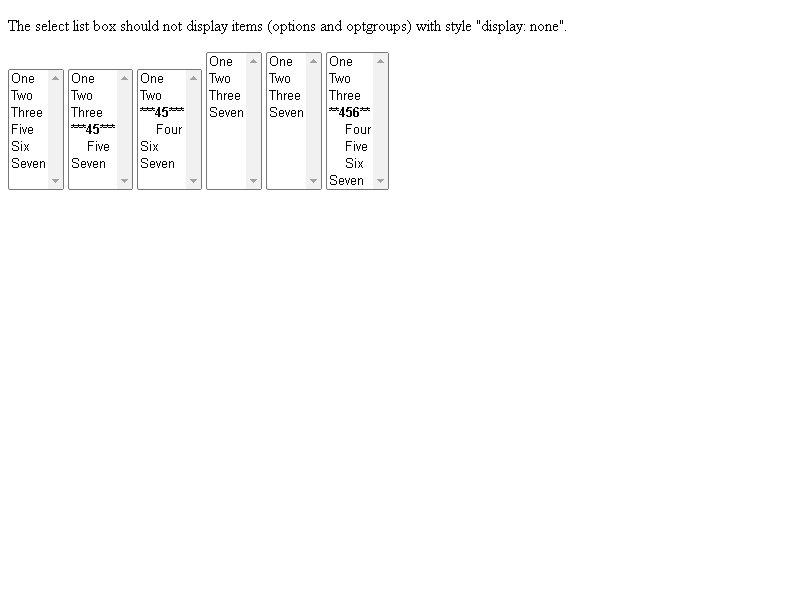 The select list box should not display items (options and optgroups) with style "display: none".
One
Two
Three
Five
Six
Seven
One
Two
Three
***45***
Five
Seven
One
Two
***45***
Four
Six
Seven
One
Two
Three
Seven
One
Two
Three
Seven
One
Two
Three
**456**
Four
Five
Six
Seven